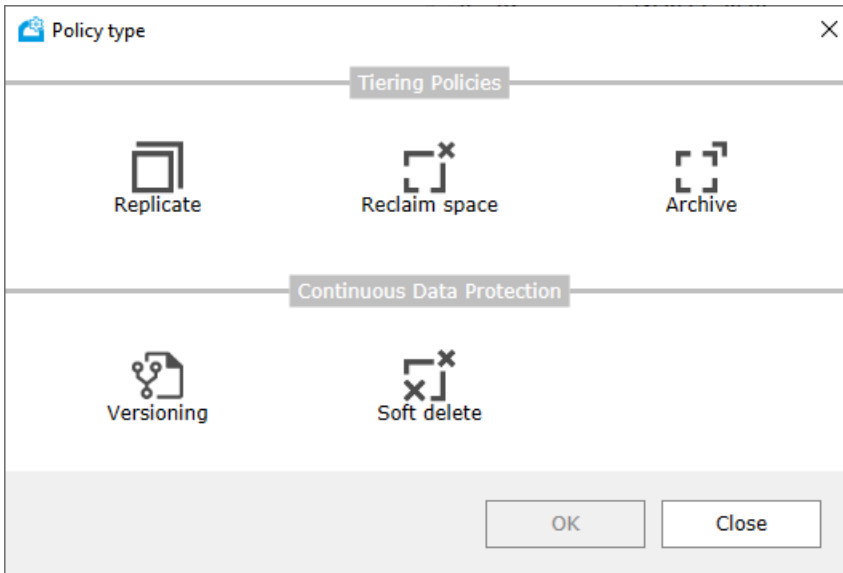 Policy type
Tiering Policies
Replicate
Reclaim space
Archive
Continuous Data Protection
Versioning
Soft delete
OK
Close